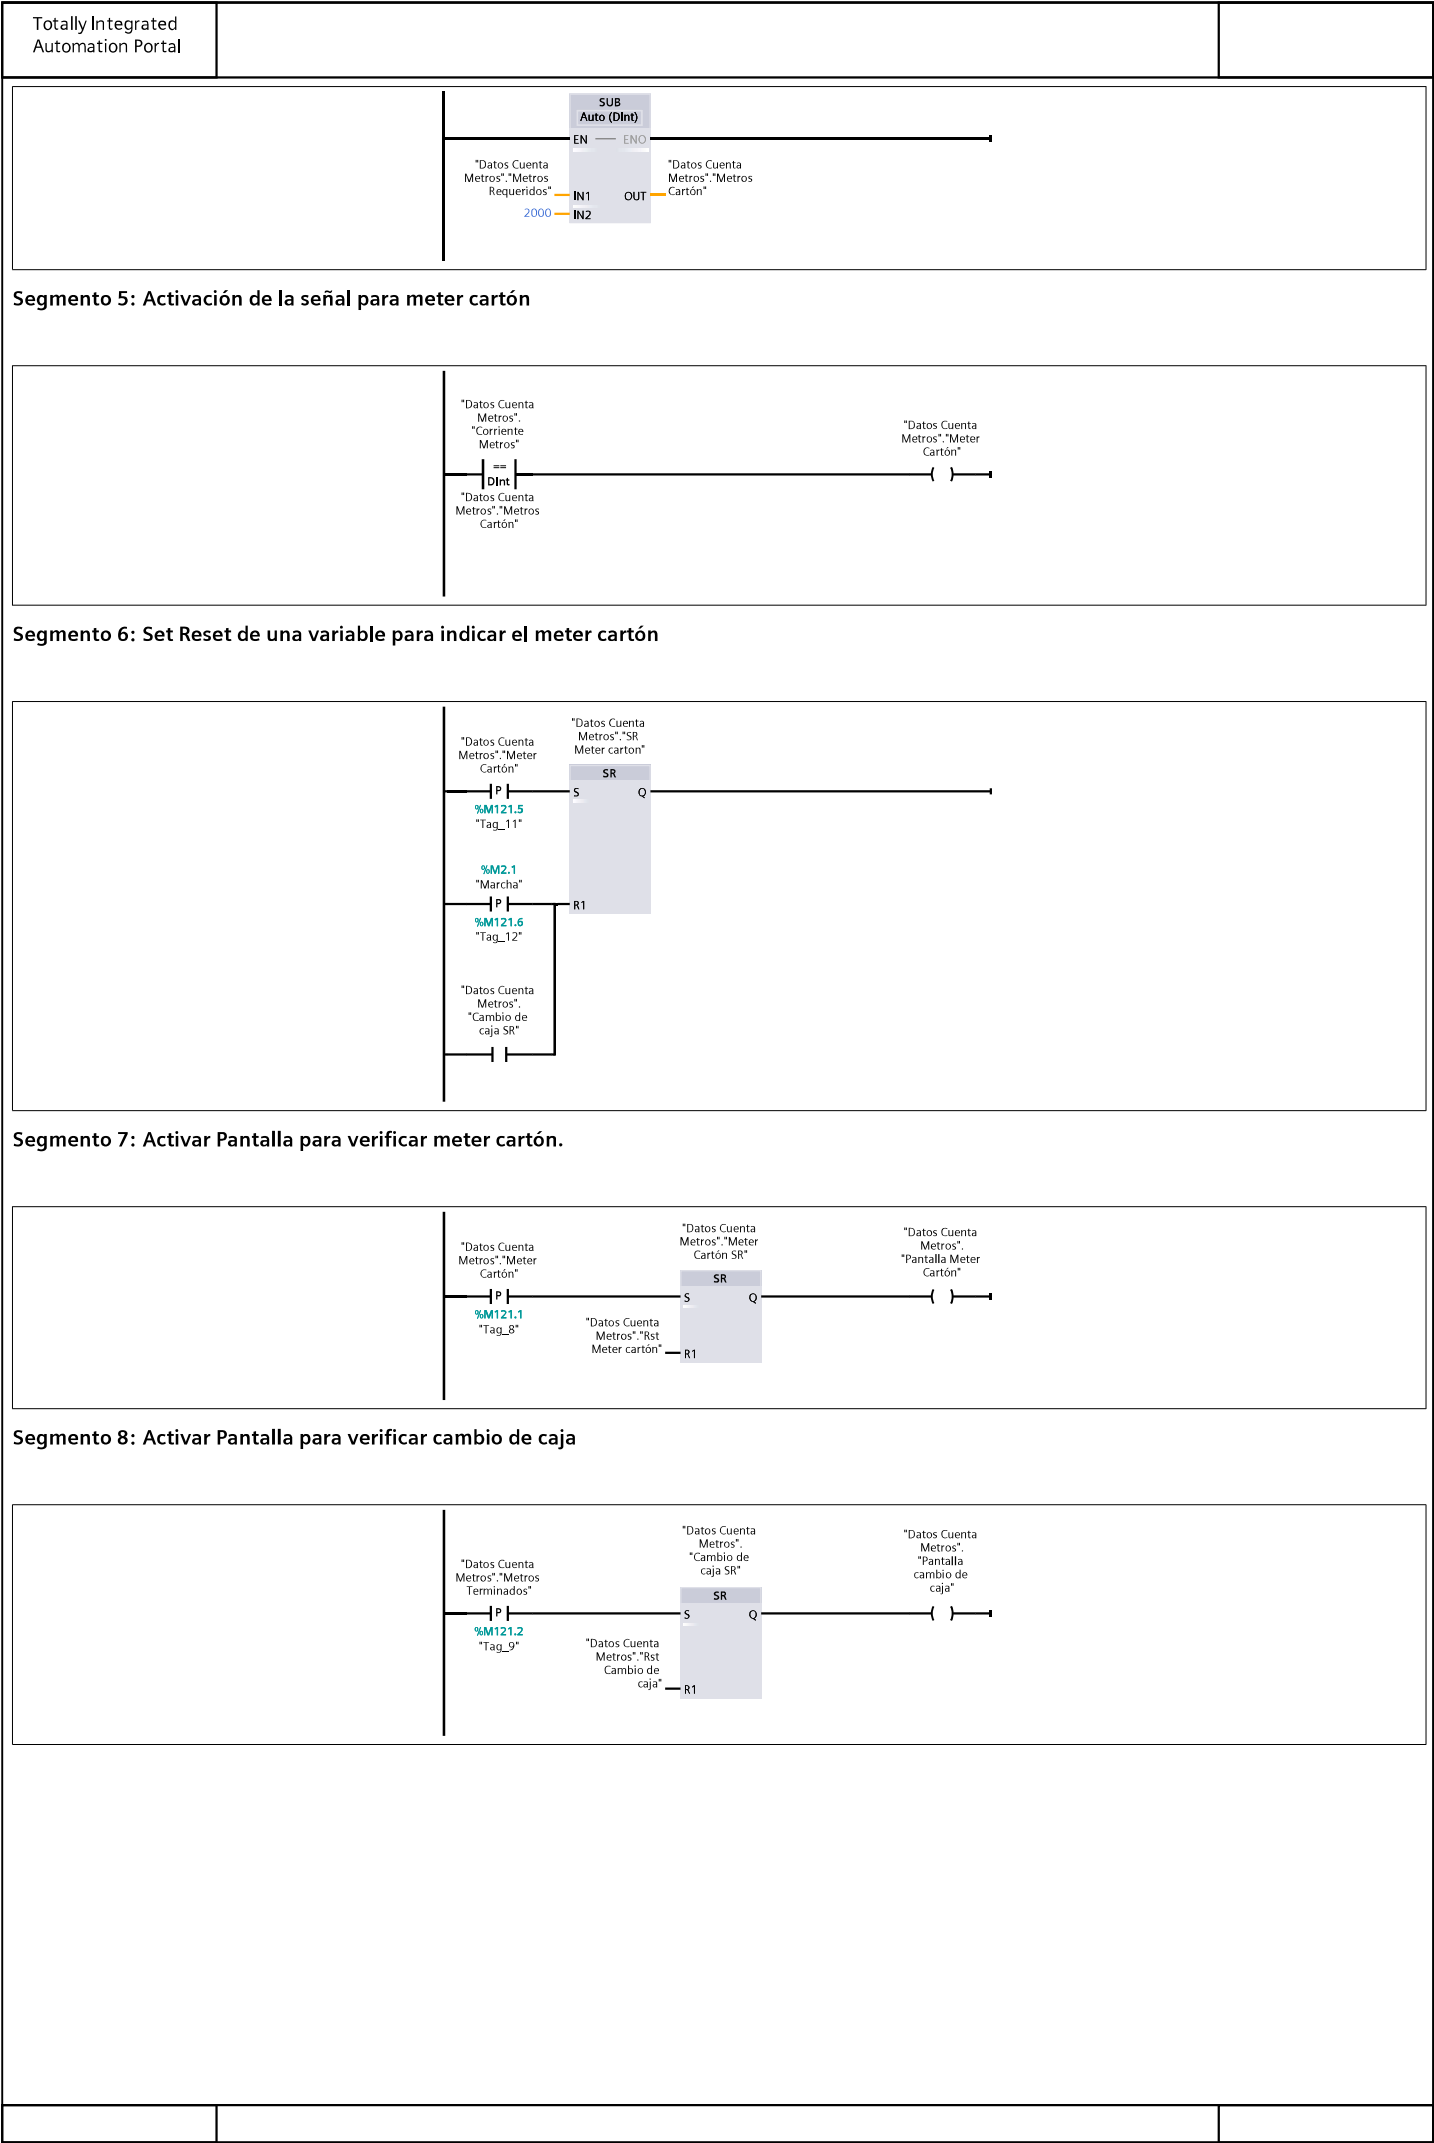 Totally Integrated
Automation Portal
SUB
Auto (DInt)
EN
ENO
"Datos Cuenta
Metros"."Metros
Requeridos"
IN1
2000
IN2
OUT
"Datos Cuenta
Metros"."Metros
Cartón"
Segmento 5: Activación de la señal para meter cartón
"Datos Cuenta
Metros".
"Corriente
Metros"
==
DInt
"Datos Cuenta
Metros"."Metros
Cartón"
"Datos Cuenta
Metros"."Meter
Cartón"
Segmento 6: Set Reset de una variable para indicar el meter cartón
"Datos Cuenta
Metros"."Meter
Cartón"
P
%M121.5
"Tag_11"
"Datos Cuenta
Metros"."SR
Meter carton"
SR
S
Q
%M2.1
"Marcha"
P
R1
%M121.6
"Tag_12"
"Datos Cuenta
Metros".
"Cambio de
caja SR"
Segmento 7: Activar Pantalla para verificar meter cartón.
"Datos Cuenta
Metros"."Meter
Cartón"
P
%M121.1
"Tag_8"
"Datos Cuenta
Metros"."Meter
Cartón SR"
SR
S
Q
"Datos Cuenta
Metros"."Rst
Meter cartón"
R1
"Datos Cuenta
Metros".
"Pantalla Meter
Cartón"
Segmento 8: Activar Pantalla para verificar cambio de caja
"Datos Cuenta
Metros"."Metros
Terminados"
P
%M121.2
"Tag_9"
"Datos Cuenta
Metros".
"Cambio de
caja SR"
SR
S
Q
"Datos Cuenta
Metros"."Rst
Cambio de
caja"
R1
"Datos Cuenta
Metros".
"Pantalla
cambio de
caja"